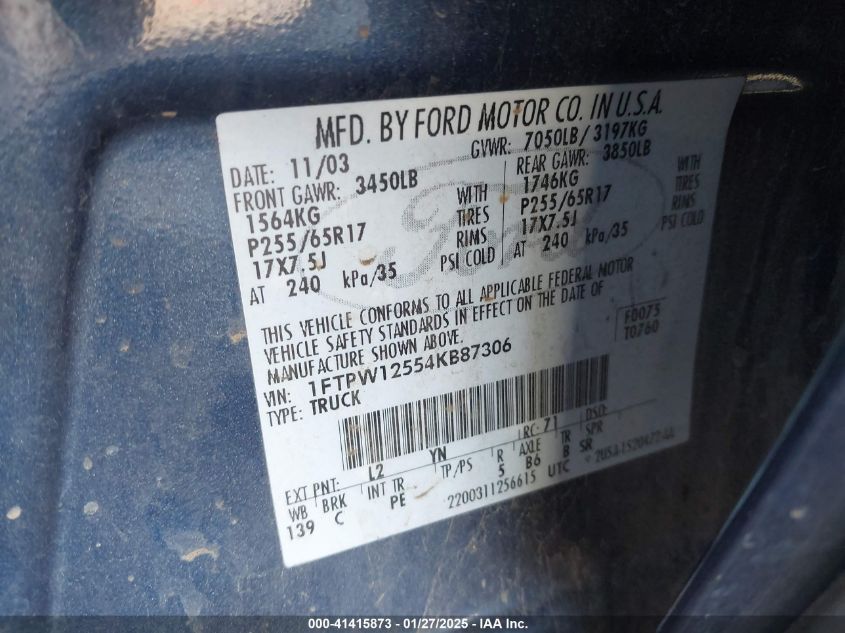 MFD. BY FORD MOTOR CO. IN U.S.A.
DATE: 11/03 GVWR: 7050LB/ 3197KG
FRONT GAWR: 3450LB REAR GAWR: 3850LB
1564KG WITH 1746KG WITH
P255/65R17 TIRES P255/65R17 TIRES
17X7.5J RIMS 17X7.5J RIMS
AT 240 kPa/35 PSI COLD AT 240 kPa/35 PSI COLD
Ford
THIS VEHICLE CONFORMS TO ALL APPLICABLE FEDERAL MOTOR
VEHICLE SAFETY STANDARDS IN EFFECT ON THE DATE OF
MANUFACTURE SHOWN ABOVE.
F0075
T0760
VIN: 1FTPW12554KB87306
TYPE: TRUCK
EXT PNT: L2 YN RC: 71 DSO:
WB BRK INT TR TP/PS R AXLE TR SPR
139 C PE 5 B6 B SR
2200311256615 UTC
000-41415873 - 01/27/2025 - IAA Inc.